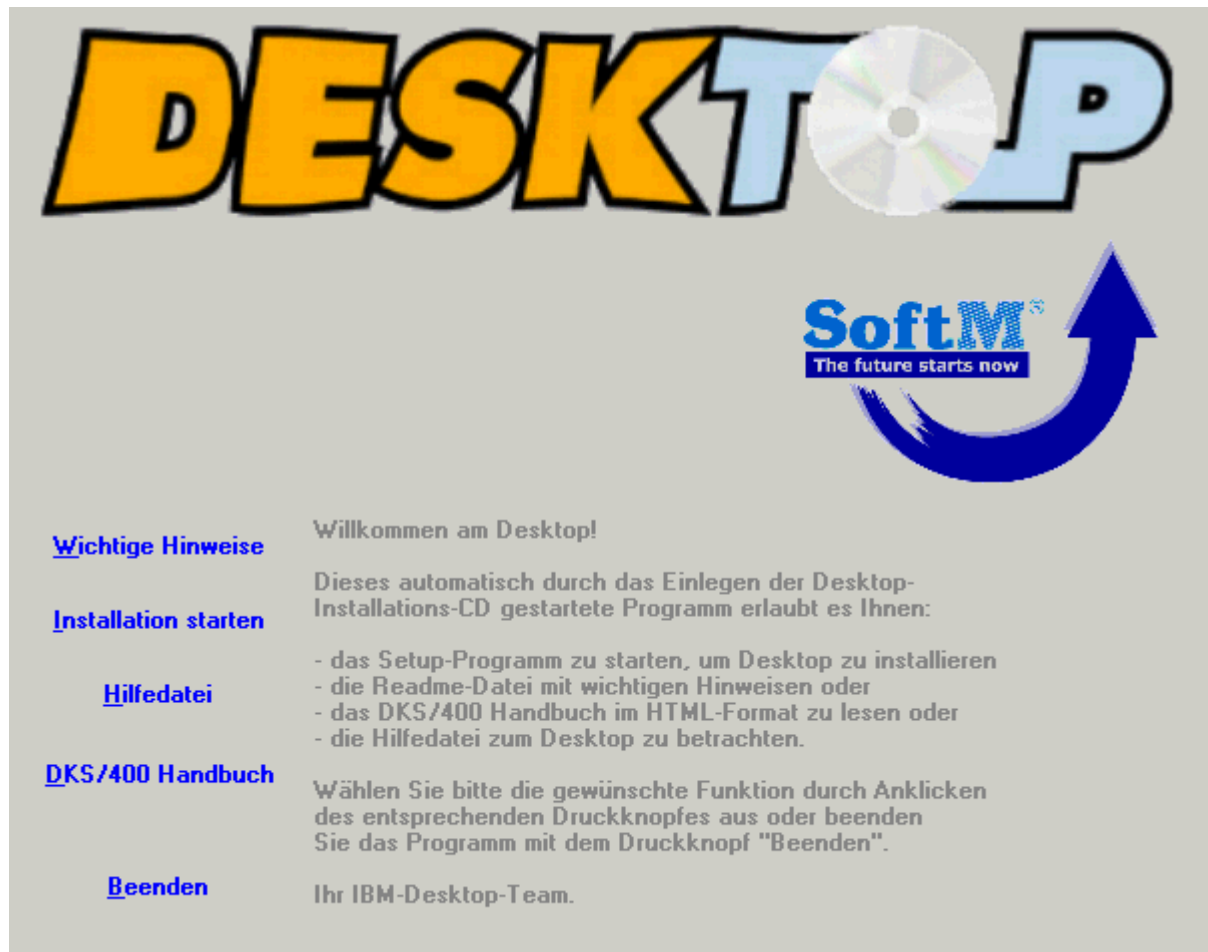 DESKTOP
SoftM®
The future starts now
Wichtige Hinweise
Installation starten
Hilfedatei
DKS/400 Handbuch
Beenden
Willkommen am Desktop!
Dieses automatisch durch das Einlegen der Desktop-
Installations-CD gestartete Programm erlaubt es Ihnen:
- das Setup-Programm zu starten, um Desktop zu installieren
- die Readme-Datei mit wichtigen Hinweisen oder
- das DKS/400 Handbuch im HTML-Format zu lesen oder
- die Hilfedatei zum Desktop zu betrachten.
Wählen Sie bitte die gewünschte Funktion durch Anklicken
des entsprechenden Druckknopfes aus oder beenden
Sie das Programm mit dem Druckknopf "Beenden".
Ihr IBM-Desktop-Team.